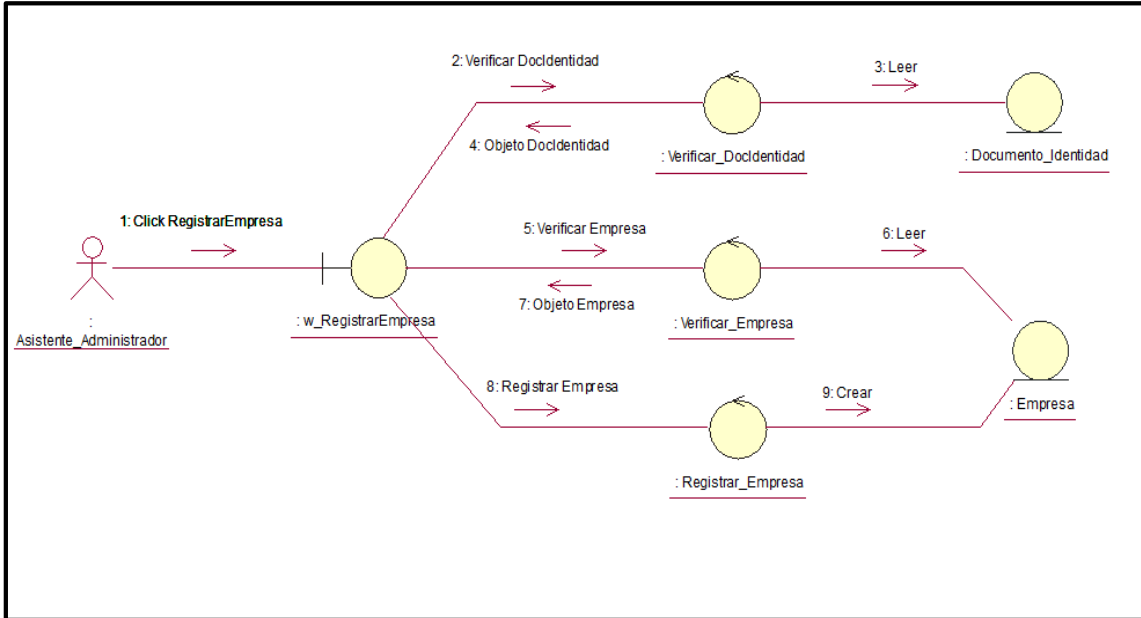 2: Verificar DocIdentidad
3: Leer
4: Objeto DocIdentidad
: Verificar_DocIdentidad
: Documento_Identidad
1: Click RegistrarEmpresa
5: Verificar Empresa
6: Leer
7: Objeto Empresa
: w_RegistrarEmpresa
: Verificar_Empresa
:
Asistente_Administrador
8: Registrar Empresa
9: Crear
: Empresa
: Registrar_Empresa